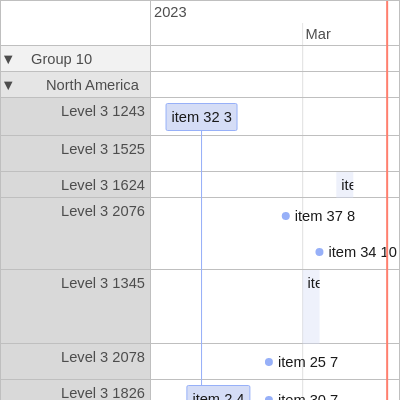 2023
Mar
▼ Group 10
▼ North America
Level 3 1243 item 32 3
Level 3 1525
Level 3 1624 ite
Level 3 2076 item 37 8
item 34 10
Level 3 1345 ite
Level 3 2078 item 25 7
Level 3 1826 item 2 4 item 30 7